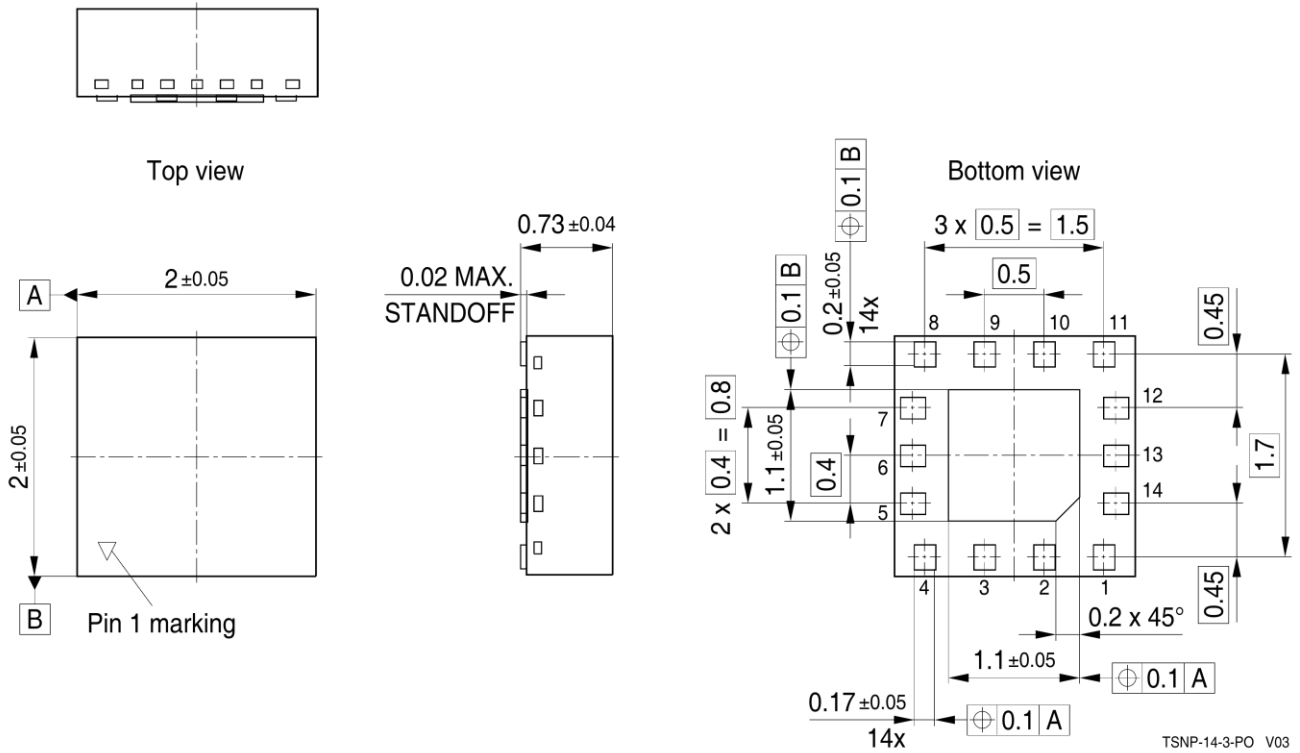 Top view
A
2 ±0.05
2 ±0.05
B
Pin 1 marking
0.73 ±0.04
0.02 MAX.
STANDOFF
Bottom view
3 x 0.5 = 1.5
0.5
⌖ 0.1 B
0.2 ±0.05
14x
⌖ 0.1 B
8 9 10 11
7 12
6 13
5 14
4 3 2 1
2 x 0.4 = 0.8
0.4
1.1 ±0.05
0.45
1.7
0.45
0.2 x 45°
1.1 ±0.05
⌖ 0.1 A
0.17 ±0.05
14x
⌖ 0.1 A
TSNP-14-3-PO V03